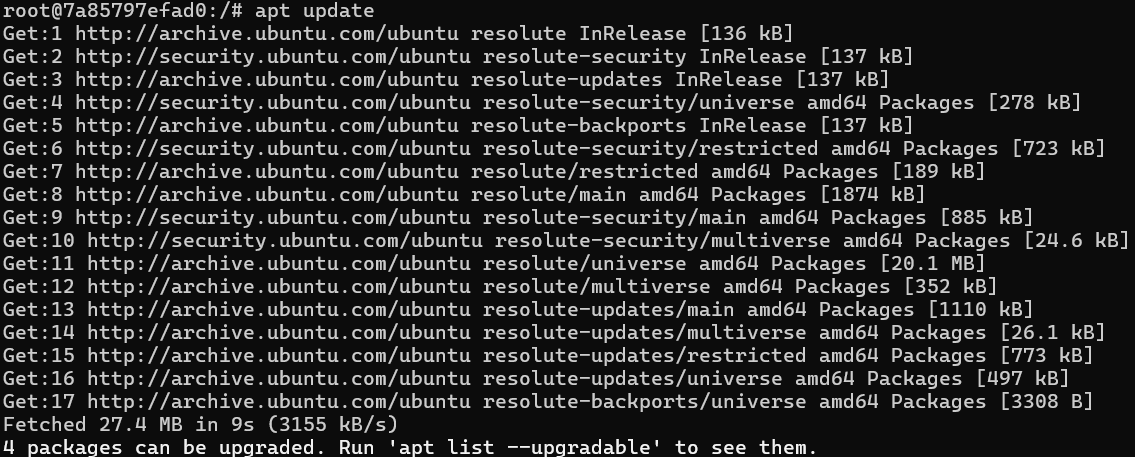 root@7a85797efad0:/# apt update
Get:1 http://archive.ubuntu.com/ubuntu resolute InRelease [136 kB]
Get:2 http://security.ubuntu.com/ubuntu resolute-security InRelease [137 kB]
Get:3 http://archive.ubuntu.com/ubuntu resolute-updates InRelease [137 kB]
Get:4 http://security.ubuntu.com/ubuntu resolute-security/universe amd64 Packages [278 kB]
Get:5 http://archive.ubuntu.com/ubuntu resolute-backports InRelease [137 kB]
Get:6 http://security.ubuntu.com/ubuntu resolute-security/restricted amd64 Packages [723 kB]
Get:7 http://archive.ubuntu.com/ubuntu resolute/restricted amd64 Packages [189 kB]
Get:8 http://archive.ubuntu.com/ubuntu resolute/main amd64 Packages [1874 kB]
Get:9 http://security.ubuntu.com/ubuntu resolute-security/main amd64 Packages [885 kB]
Get:10 http://security.ubuntu.com/ubuntu resolute-security/multiverse amd64 Packages [24.6 kB]
Get:11 http://archive.ubuntu.com/ubuntu resolute/universe amd64 Packages [20.1 MB]
Get:12 http://archive.ubuntu.com/ubuntu resolute/multiverse amd64 Packages [352 kB]
Get:13 http://archive.ubuntu.com/ubuntu resolute-updates/main amd64 Packages [1110 kB]
Get:14 http://archive.ubuntu.com/ubuntu resolute-updates/multiverse amd64 Packages [26.1 kB]
Get:15 http://archive.ubuntu.com/ubuntu resolute-updates/restricted amd64 Packages [773 kB]
Get:16 http://archive.ubuntu.com/ubuntu resolute-updates/universe amd64 Packages [497 kB]
Get:17 http://archive.ubuntu.com/ubuntu resolute-backports/universe amd64 Packages [3308 B]
Fetched 27.4 MB in 9s (3155 kB/s)
4 packages can be upgraded. Run 'apt list --upgradable' to see them.